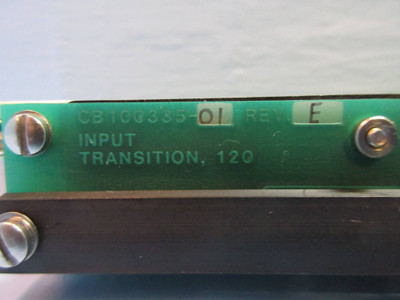 CB100335-01 REV. E
INPUT
TRANSITION, 120